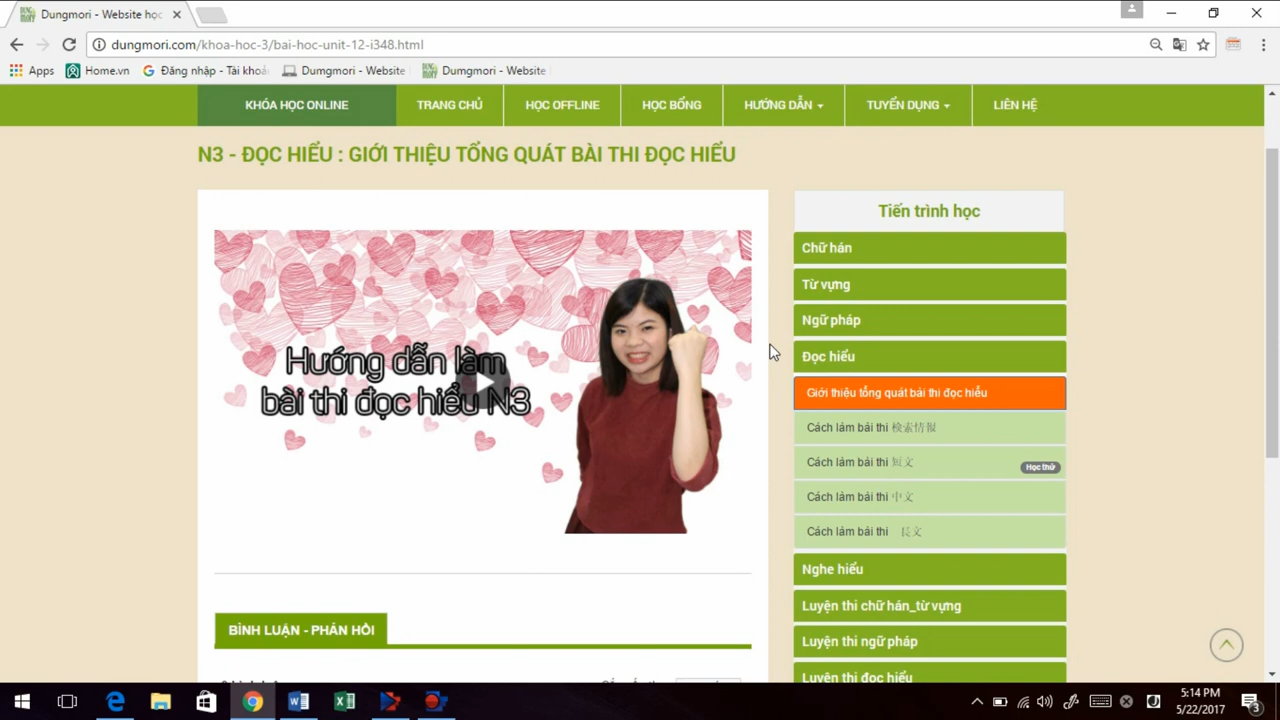 Dungmori - Website học
dungmori.com/khoa-hoc-3/bai-hoc-unit-12-i348.html
Apps
Home.vn
Đăng nhập - Tài khoả
Dumgmori - Website
Dumgmori - Website
KHÓA HỌC ONLINE
TRANG CHỦ
HỌC OFFLINE
HỌC BỔNG
HƯỚNG DẪN
TUYỂN DỤNG
LIÊN HỆ
N3 - ĐỌC HIỂU : GIỚI THIỆU TỔNG QUÁT BÀI THI ĐỌC HIỂU
Hướng dẫn làm
bài thi đọc hiểu N3
BÌNH LUẬN - PHẢN HỒI
Tiến trình học
Chữ hán
Từ vựng
Ngữ pháp
Đọc hiểu
Giới thiệu tổng quát bài thi đọc hiểu
Cách làm bài thi 検索情報
Cách làm bài thi 短文
Học thử
Cách làm bài thi 中文
Cách làm bài thi 長文
Nghe hiểu
Luyện thi chữ hán_từ vựng
Luyện thi ngữ pháp
Luyện thi đọc hiểu
5:14 PM
5/22/2017
3